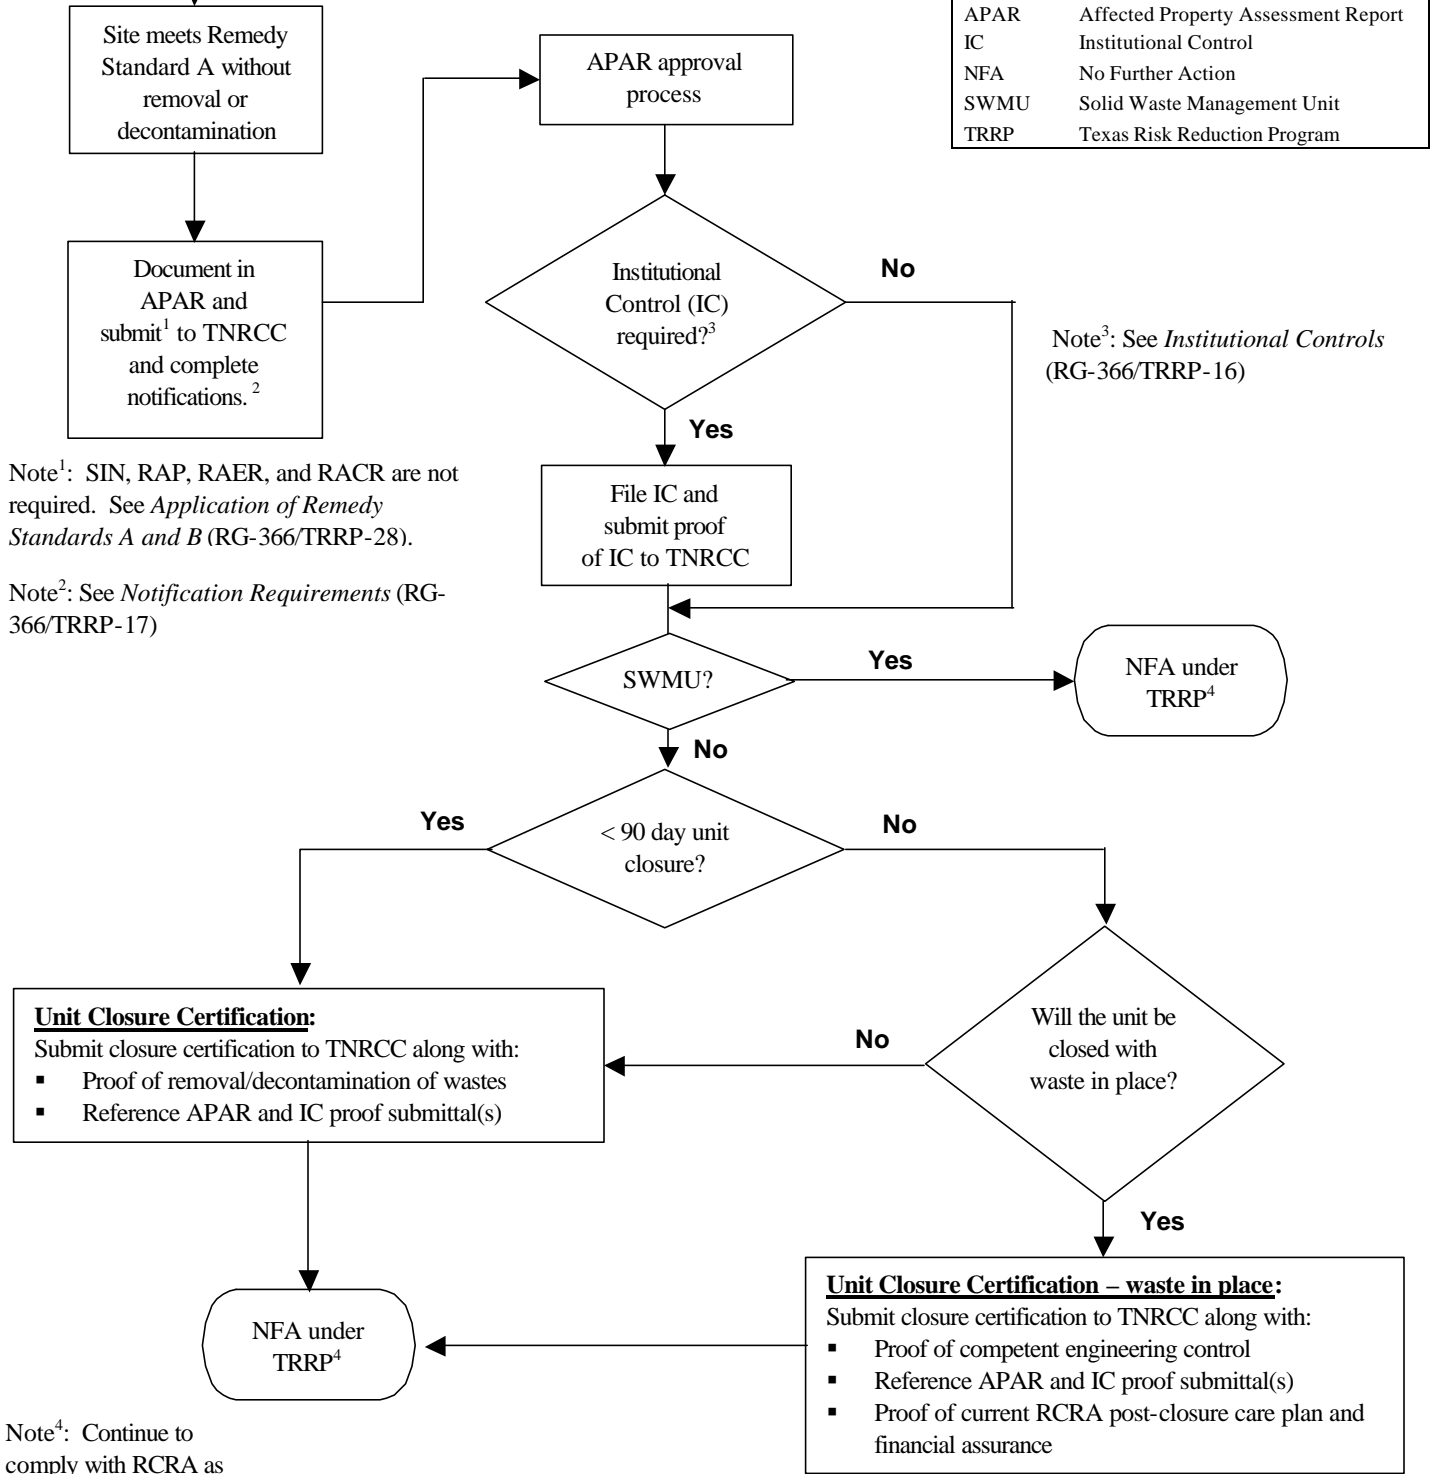 APAR Affected Property Assessment Report
IC Institutional Control
NFA No Further Action
SWMU Solid Waste Management Unit
TRRP Texas Risk Reduction Program
Site meets Remedy
Standard A without
removal or
decontamination
APAR approval
process
Document in
APAR and
submit¹ to TNRCC
and complete
notifications. ²
Institutional
Control (IC)
required?³
No
Note³: See Institutional Controls
(RG-366/TRRP-16)
Yes
Note¹: SIN, RAP, RAER, and RACR are not
required. See Application of Remedy
Standards A and B (RG-366/TRRP-28).
File IC and
submit proof
of IC to TNRCC
Note²: See Notification Requirements (RG-
366/TRRP-17)
SWMU?
Yes
NFA under
TRRP⁴
No
< 90 day unit
closure?
Yes
No
Will the unit be
closed with
waste in place?
No
Unit Closure Certification:
Submit closure certification to TNRCC along with:
▪ Proof of removal/decontamination of wastes
▪ Reference APAR and IC proof submittal(s)
Yes
Unit Closure Certification – waste in place:
Submit closure certification to TNRCC along with:
▪ Proof of competent engineering control
▪ Reference APAR and IC proof submittal(s)
▪ Proof of current RCRA post-closure care plan and
financial assurance
NFA under
TRRP⁴
Note⁴: Continue to
comply with RCRA as